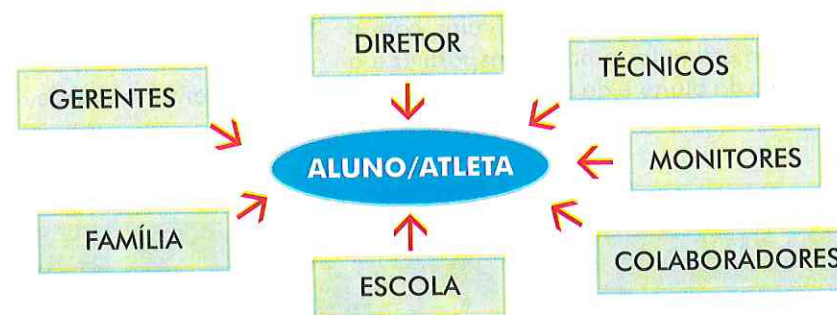 DIRETOR
TÉCNICOS
GERENTES
ALUNO/ATLETA
MONITORES
FAMÍLIA
COLABORADORES
ESCOLA